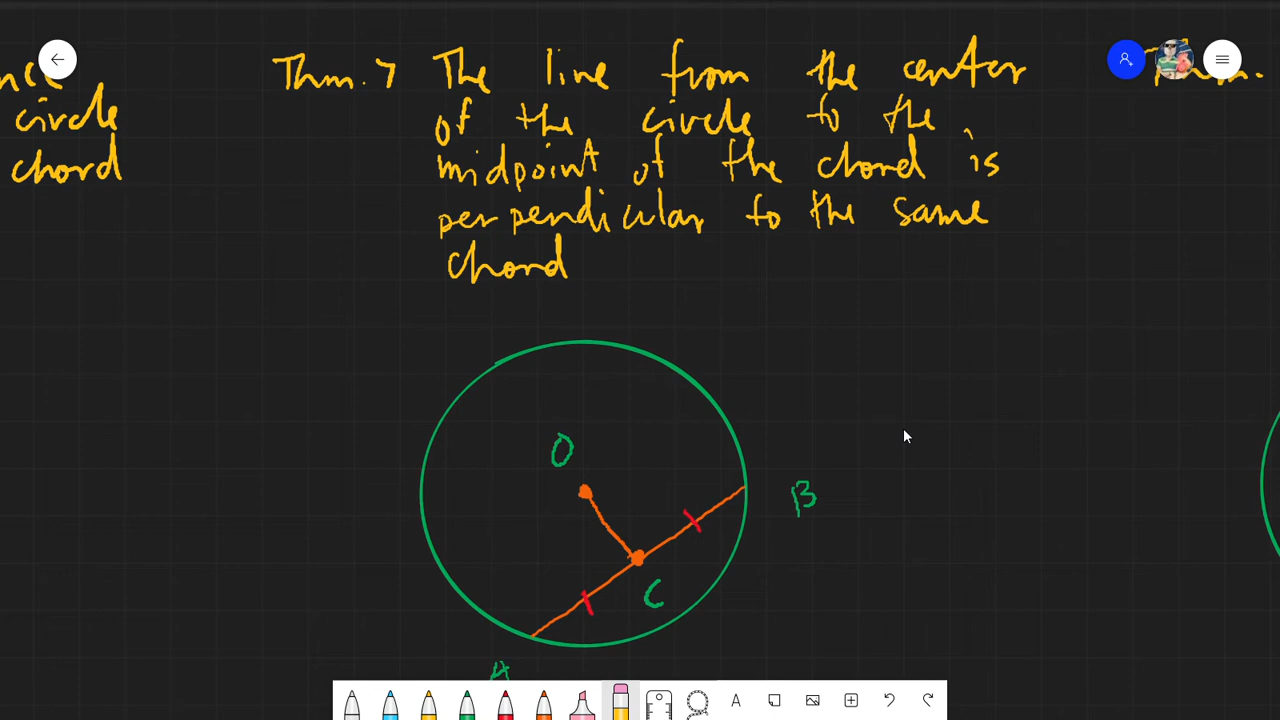 circle
chord
Thm. 7 The line from the center
of the circle to the
midpoint of the chord is
perpendicular to the same
chord
O
B
C
A
A